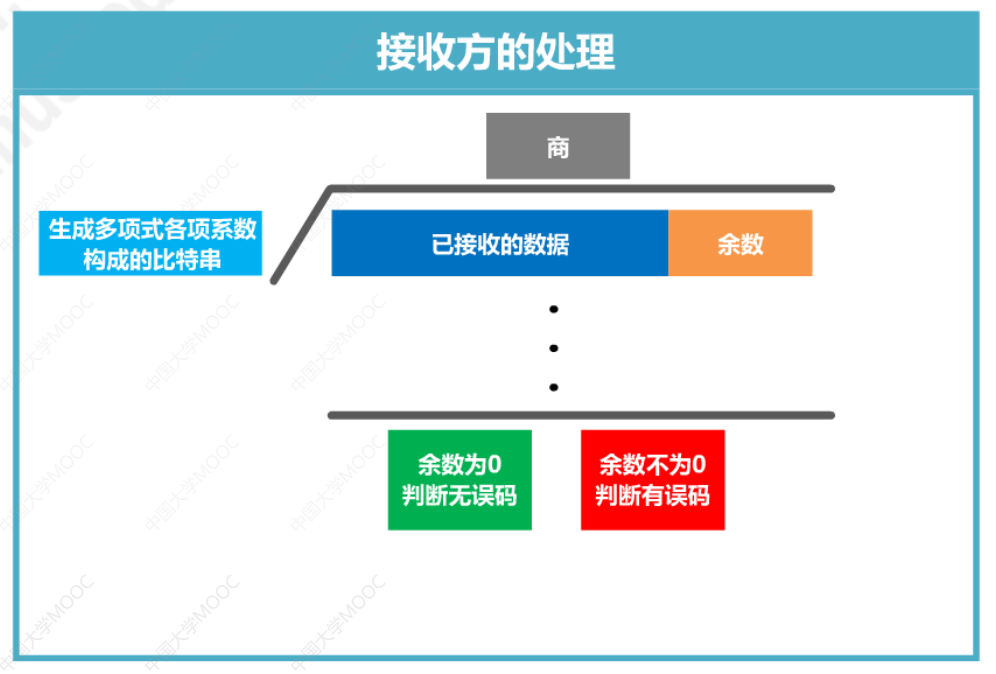 接收方的处理
商
生成多项式各项系数
构成的比特串
已接收的数据
余数
余数为0
判断无误码
余数不为0
判断有误码
中国大学MOOC